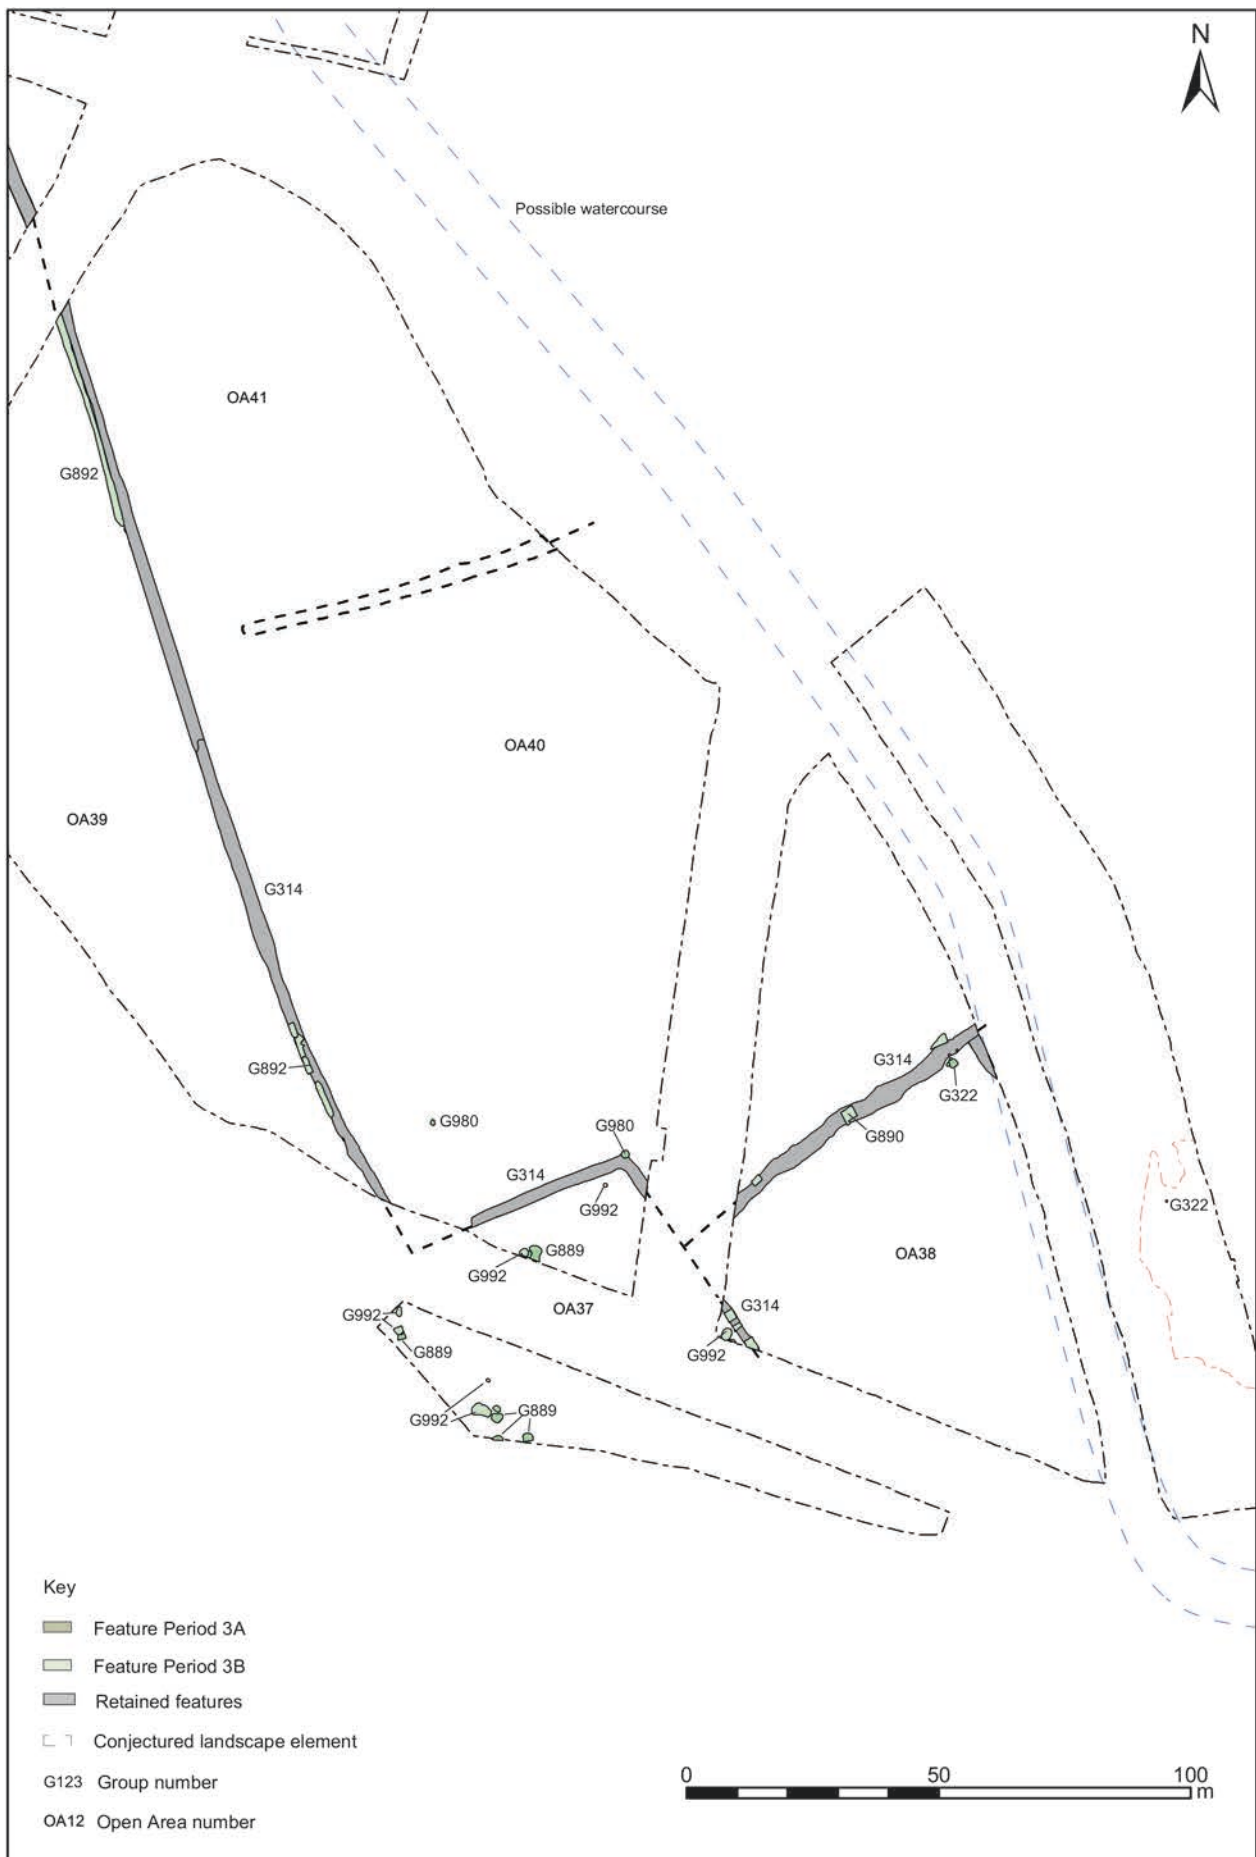 N
Possible watercourse
OA41
G892
OA40
OA39
G314
G314
G892
G322
G890
G980
G980
G314
G992
G322
OA38
G889
G992
OA37
G992
G314
G889
G992
G889
G992
Key
Feature Period 3A
Feature Period 3B
Retained features
Conjectured landscape element
G123 Group number
OA12 Open Area number
0 50 100
m